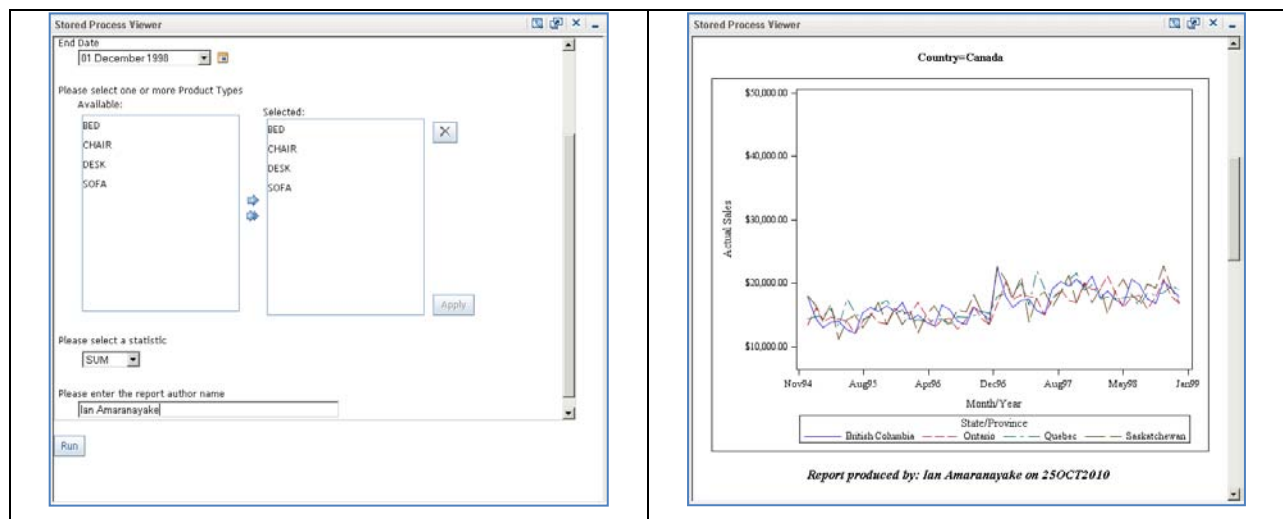 Stored Process Viewer
End Date
01 December 1998
Please select one or more Product Types
Available:
Selected:
BED
CHAIR
DESK
SOFA
BED
CHAIR
DESK
SOFA
Apply
Please select a statistic
SUM
Please enter the report author name
Ian Amaranayake
Run
Stored Process Viewer
Country=Canada
$50,000.00
$40,000.00
$30,000.00
$20,000.00
$10,000.00
Actual Sales
Nov94 Aug95 Apr96 Dec96 Aug97 May98 Jan99
Month/Year
State/Province
British Columbia Ontario Quebec Saskatchewan
Report produced by: Ian Amaranayake on 25OCT2010